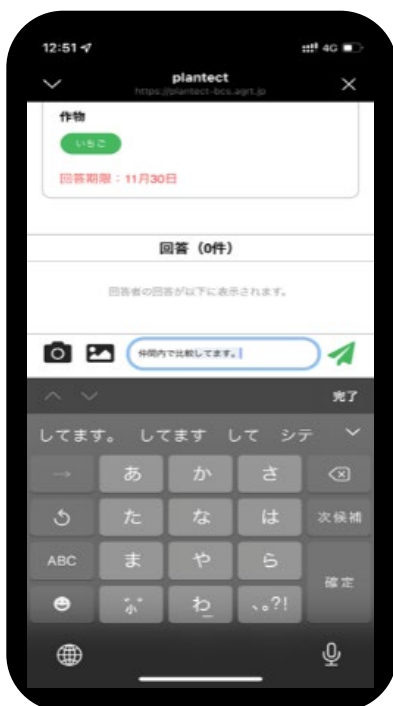 12:51
4G
plantect
https://plantect-bcs.agrt.jp
作物
いちご
回答期限：11月30日
回答（0件）
回答者の回答が以下に表示されます。
仲間内で比較してます。
完了
してます。 してます して シテ
→ あ か さ
た な は 次候補
ABC ま や ら 確定
小 わ 、。?!